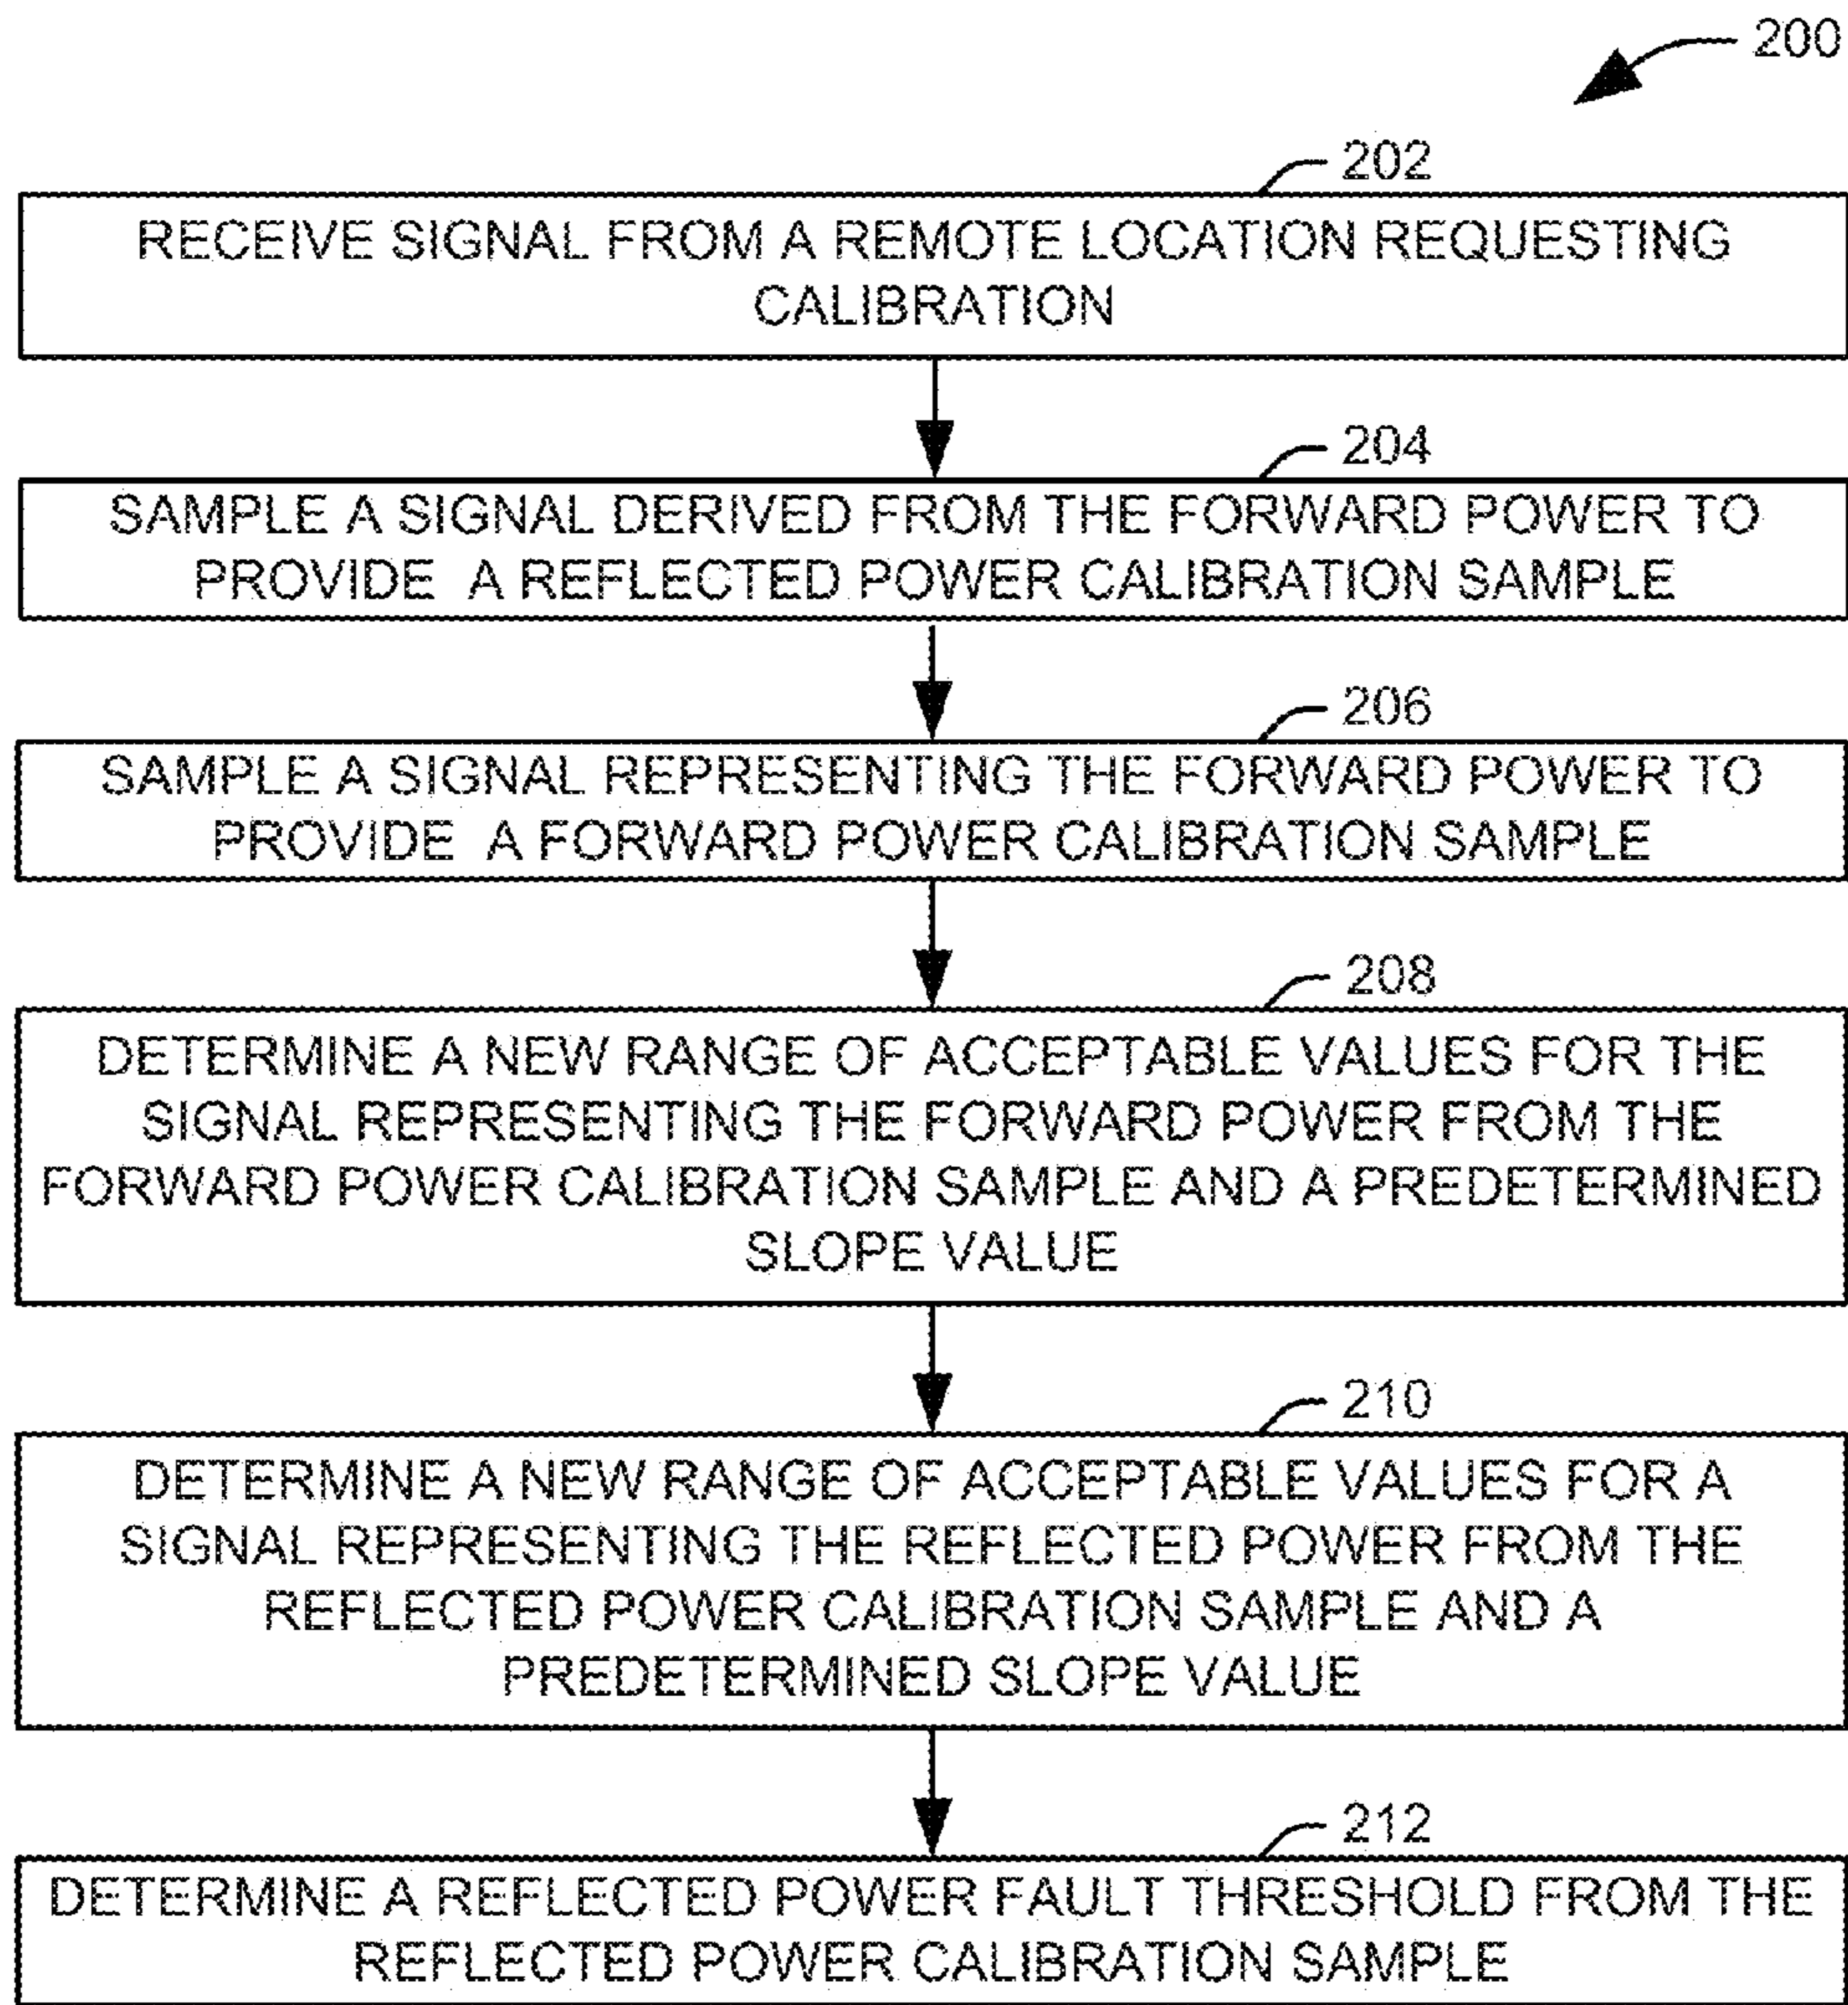 200
202
RECEIVE SIGNAL FROM A REMOTE LOCATION REQUESTING
CALIBRATION
204
SAMPLE A SIGNAL DERIVED FROM THE FORWARD POWER TO
PROVIDE A REFLECTED POWER CALIBRATION SAMPLE
206
SAMPLE A SIGNAL REPRESENTING THE FORWARD POWER TO
PROVIDE A FORWARD POWER CALIBRATION SAMPLE
208
DETERMINE A NEW RANGE OF ACCEPTABLE VALUES FOR THE
SIGNAL REPRESENTING THE FORWARD POWER FROM THE
FORWARD POWER CALIBRATION SAMPLE AND A PREDETERMINED
SLOPE VALUE
210
DETERMINE A NEW RANGE OF ACCEPTABLE VALUES FOR A
SIGNAL REPRESENTING THE REFLECTED POWER FROM THE
REFLECTED POWER CALIBRATION SAMPLE AND A
PREDETERMINED SLOPE VALUE
212
DETERMINE A REFLECTED POWER FAULT THRESHOLD FROM THE
REFLECTED POWER CALIBRATION SAMPLE